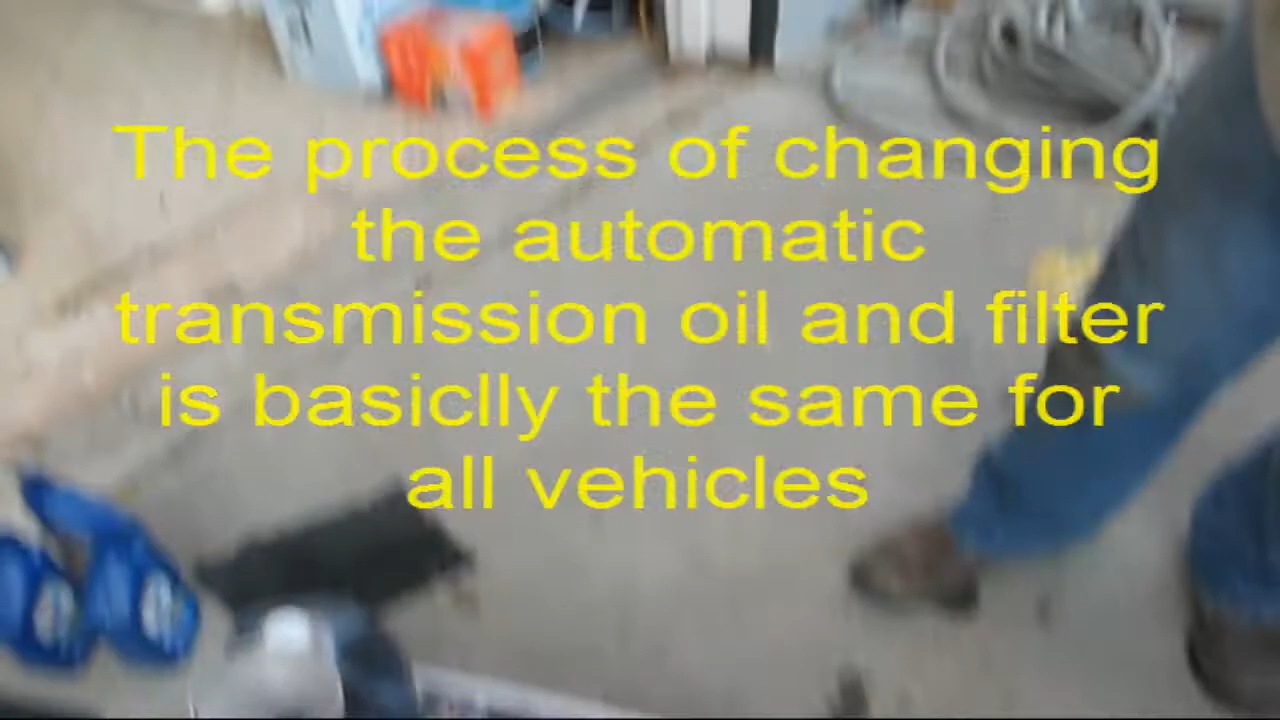 The process of changing
the automatic
transmission oil and filter
is basiclly the same for
all vehicles